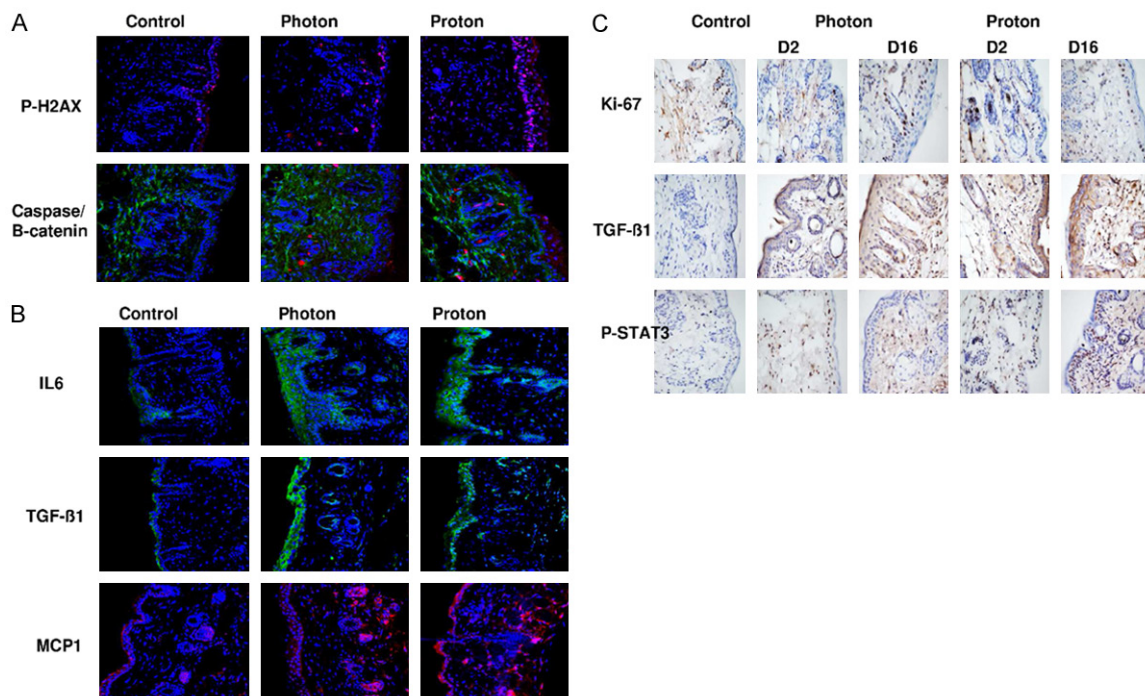 A
Control Photon Proton
P-H2AX
Caspase/
B-catenin
B
Control Photon Proton
IL6
TGF-ß1
MCP1
C
Control Photon Proton
D2 D16 D2 D16
Ki-67
TGF-ß1
P-STAT3